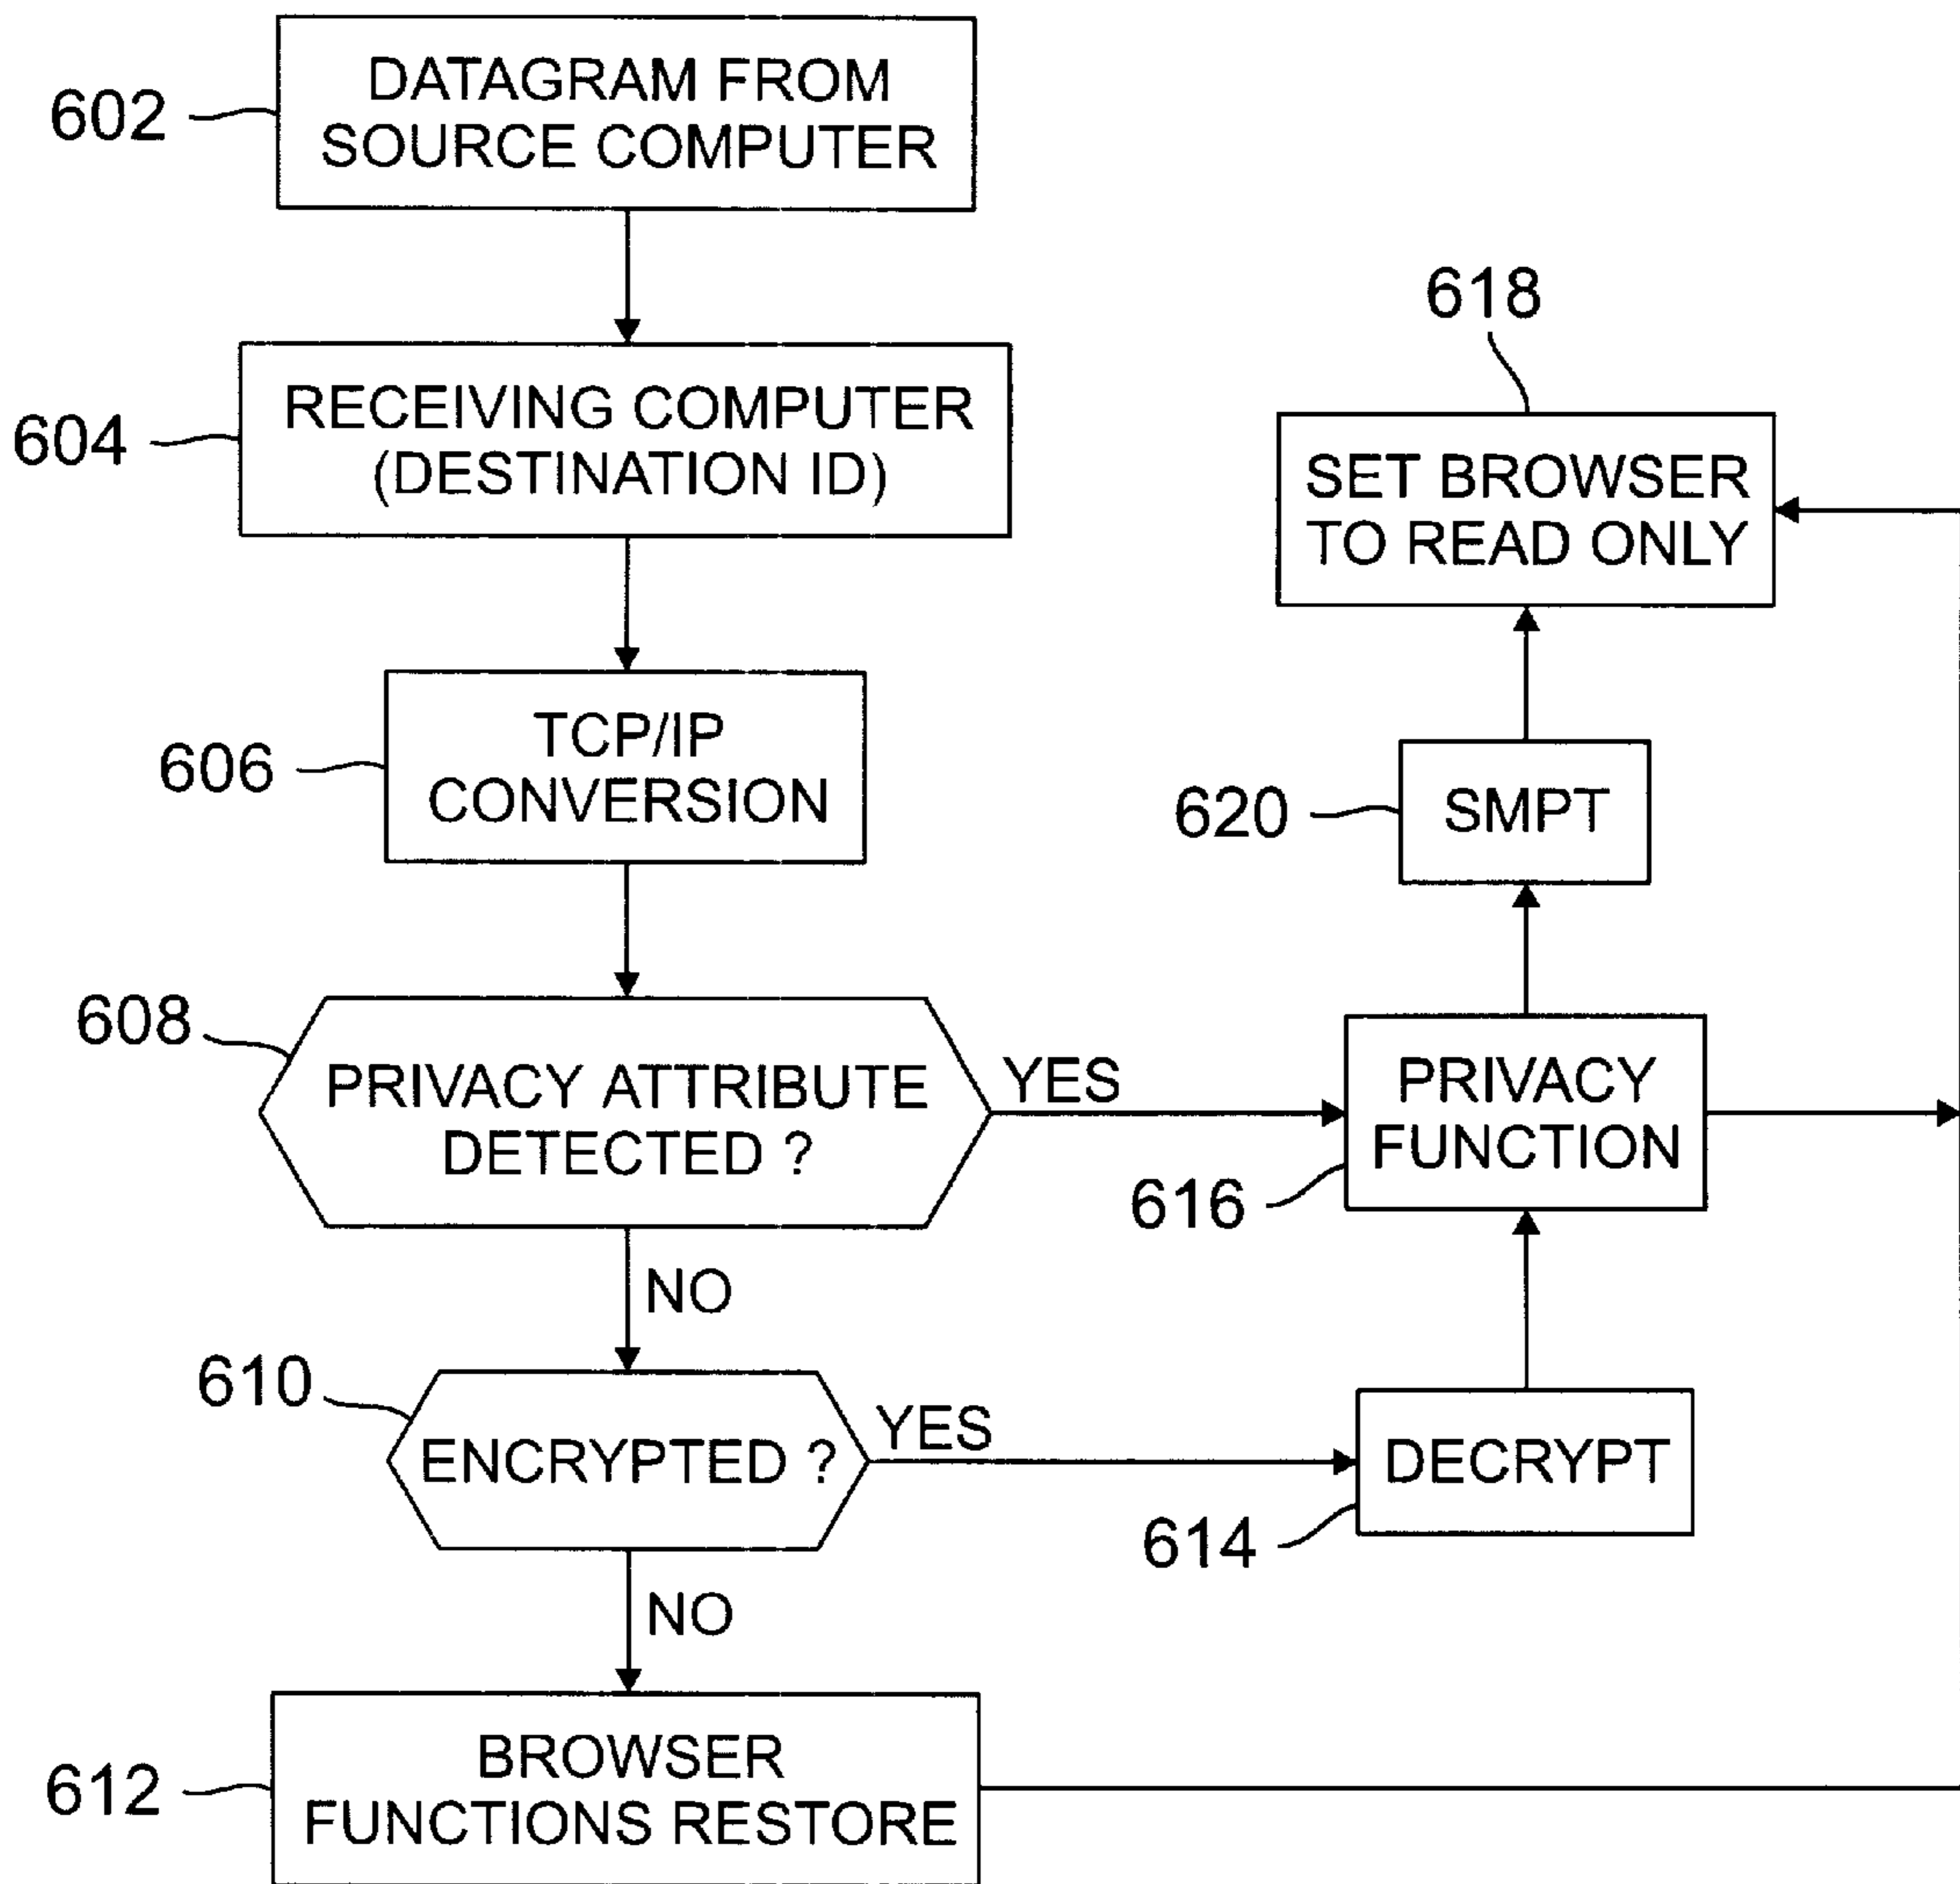 602
DATAGRAM FROM
SOURCE COMPUTER
604
RECEIVING COMPUTER
(DESTINATION ID)
618
SET BROWSER
TO READ ONLY
606
TCP/IP
CONVERSION
620
SMPT
608
PRIVACY ATTRIBUTE
DETECTED ?
YES
PRIVACY
FUNCTION
616
NO
610
ENCRYPTED ?
YES
DECRYPT
614
NO
612
BROWSER
FUNCTIONS RESTORE